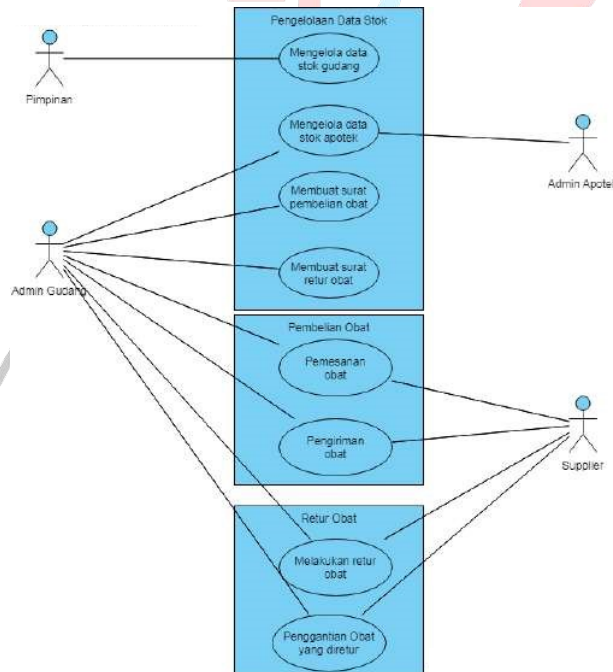 Pengelolaan Data Stok
Mengelola data
stok gudang
Pimpinan
Mengelola data
stok apotek
Admin Apotek
Membuat surat
pembelian obat
Admin Gudang
Membuat surat
retur obat
Pembelian Obat
Pemesanan
obat
Pengiriman
obat
Supplier
Retur Obat
Melakukan retur
obat
Penggantian Obat
yang diretur